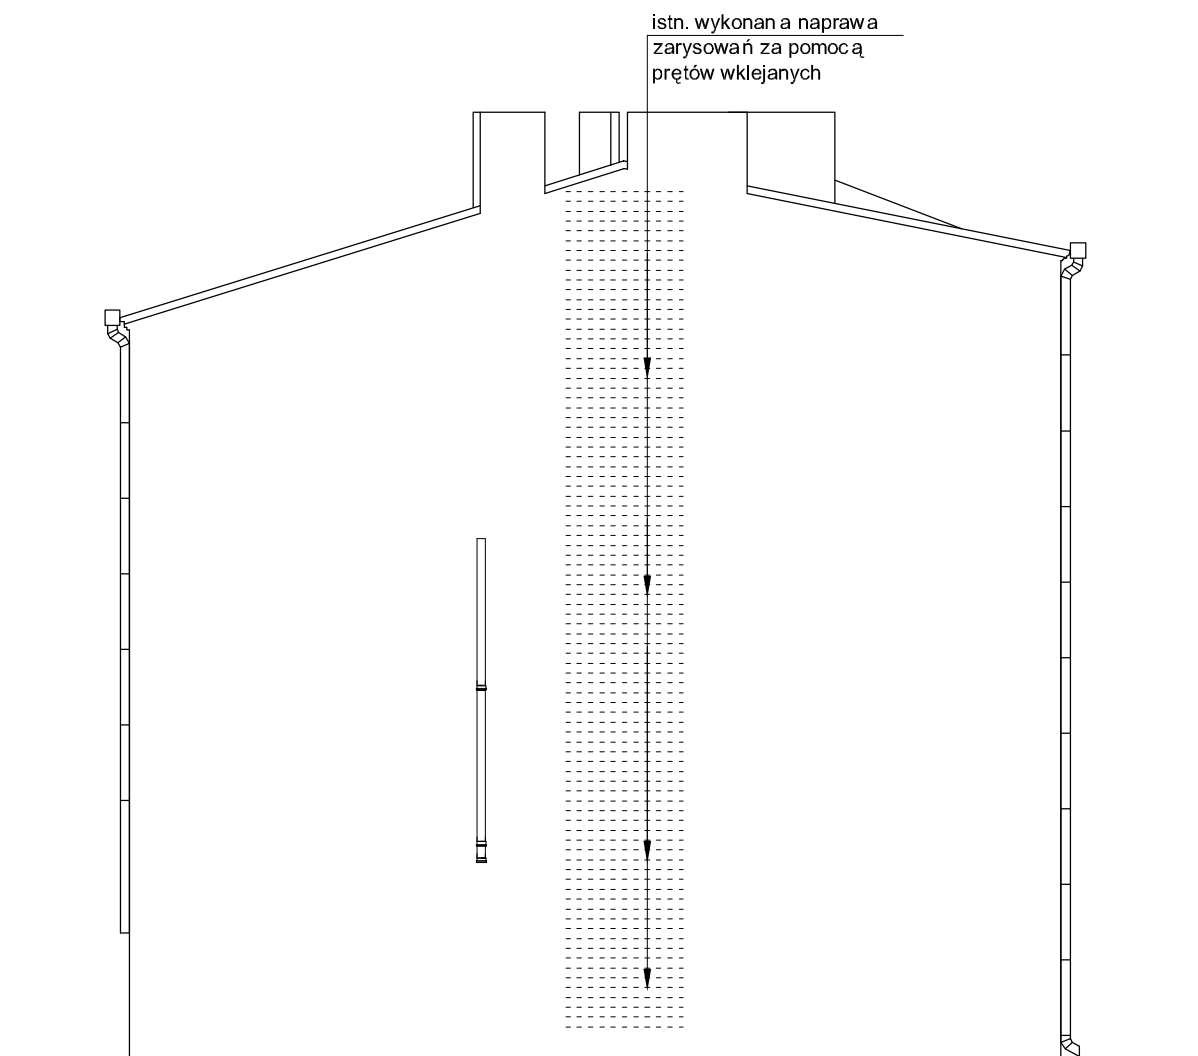 istn. wykonana naprawa
zarysowań za pomocą
prętów wklejanych